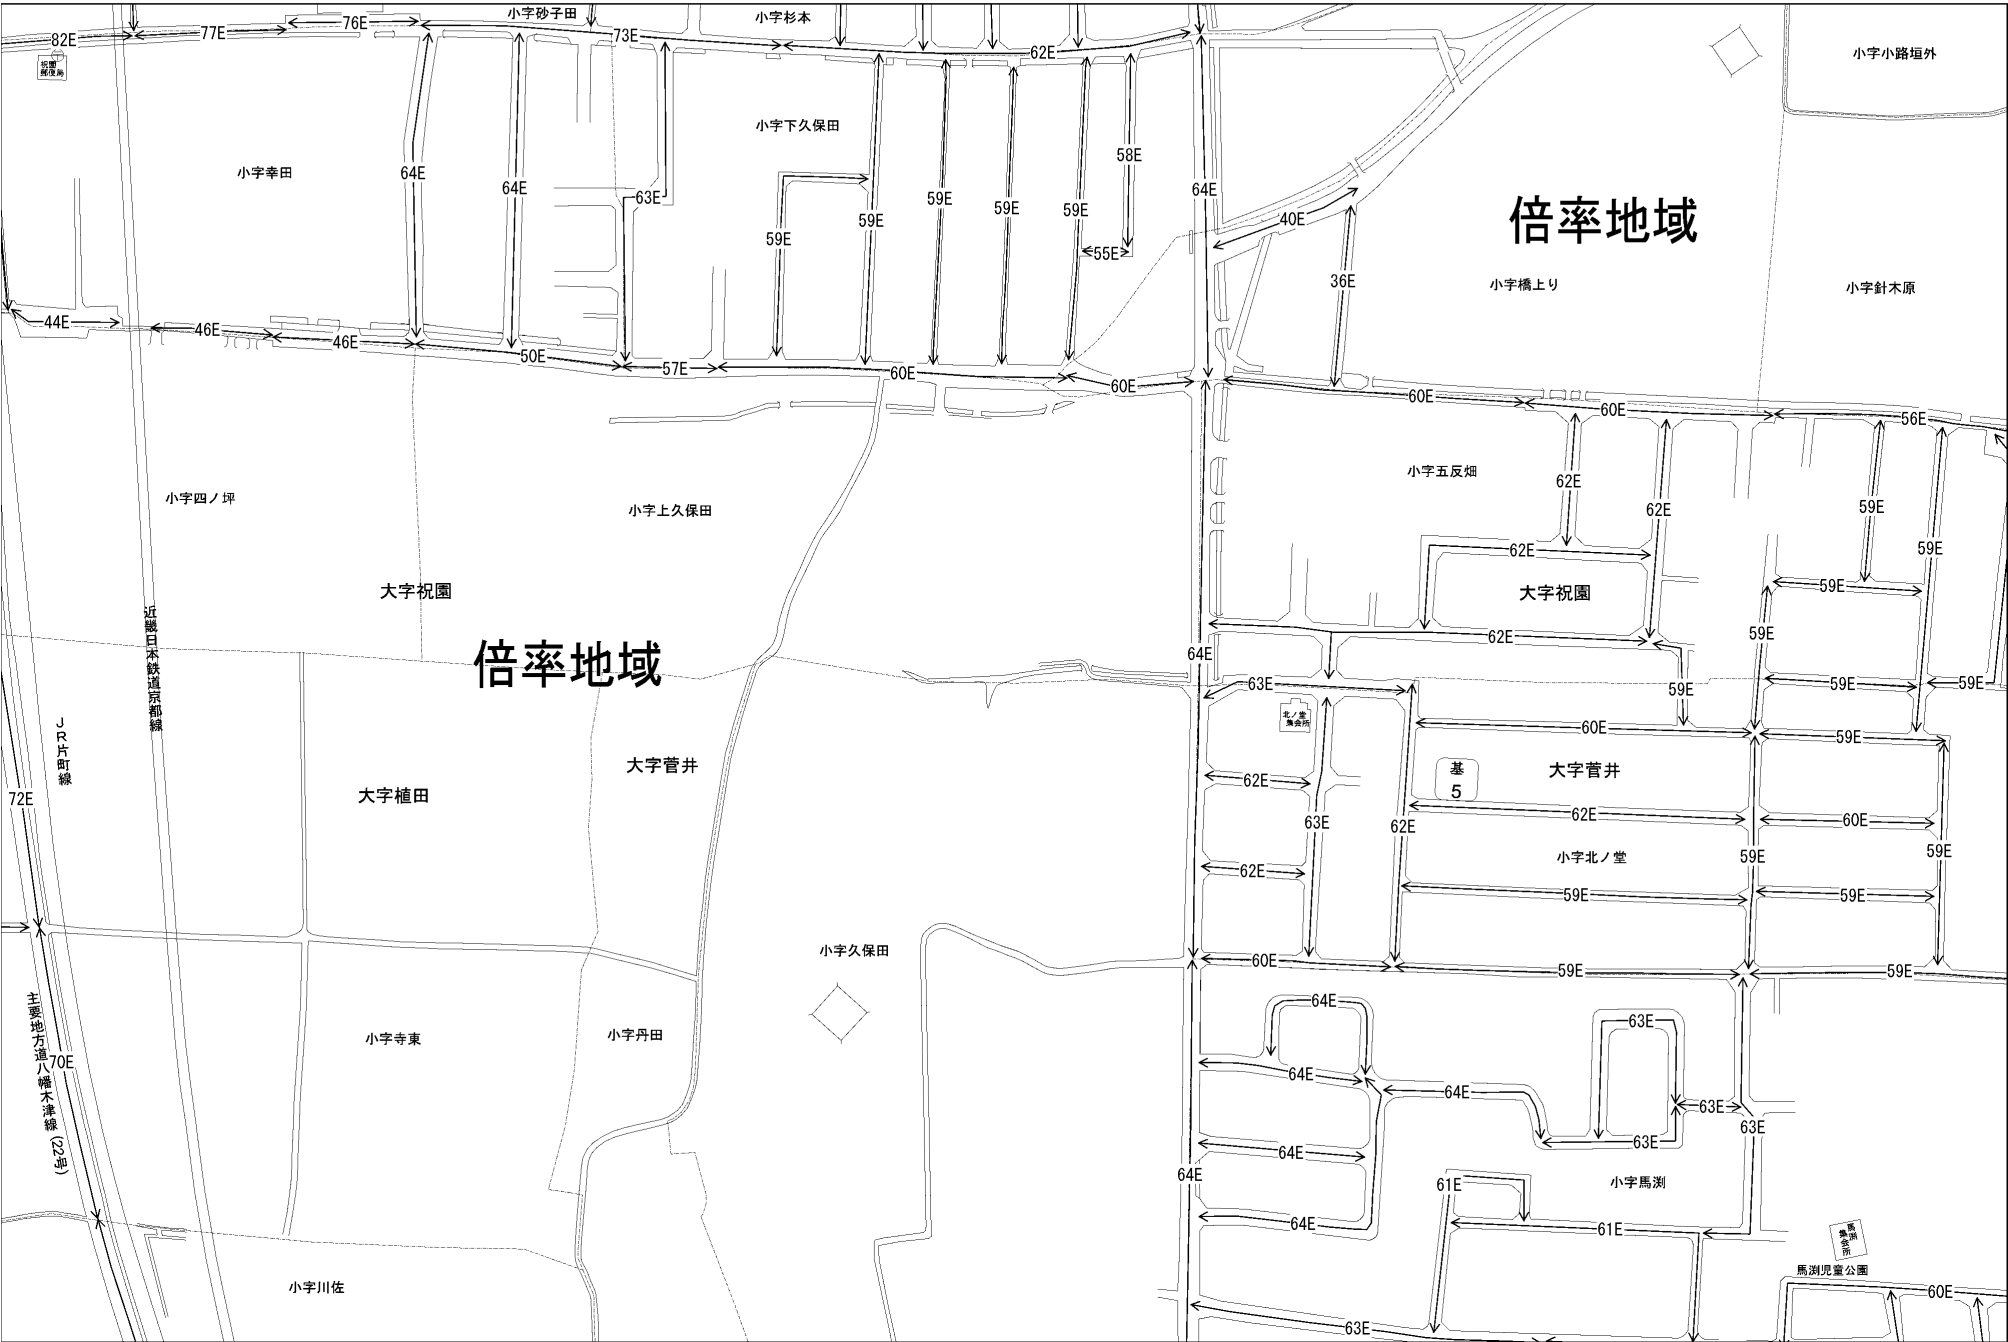 小字砂子田
小字杉本
76E
77E
82E
73E
62E
小字小路垣外
祝園
郵便局
小字下久保田
58E
64E
小字幸田
64E
64E
63E
59E
59E
59E
59E
59E
55E
40E
倍率地域
36E
小字橋上り
小字針木原
44E
46E
46E
50E
57E
60E
60E
60E
60E
56E
小字四ノ坪
小字上久保田
小字五反畑
62E
62E
59E
59E
62E
大字祝園
倍率地域
大字祝園
59E
59E
62E
64E
近畿日本鉄道京都線
63E
59E
59E
59E
北ノ堂
集会所
60E
59E
JR片町線
大字植田
大字菅井
72E
62E
基
5
大字菅井
63E
62E
62E
60E
小字北ノ堂
59E
59E
62E
59E
59E
小字久保田
60E
59E
59E
主要地方道八幡木津線(22号)
70E
小字寺東
小字丹田
64E
63E
64E
64E
63E
63E
63E
64E
64E
61E
小字馬渕
64E
61E
馬渕
集会所
馬渕児童公園
小字川佐
60E
63E